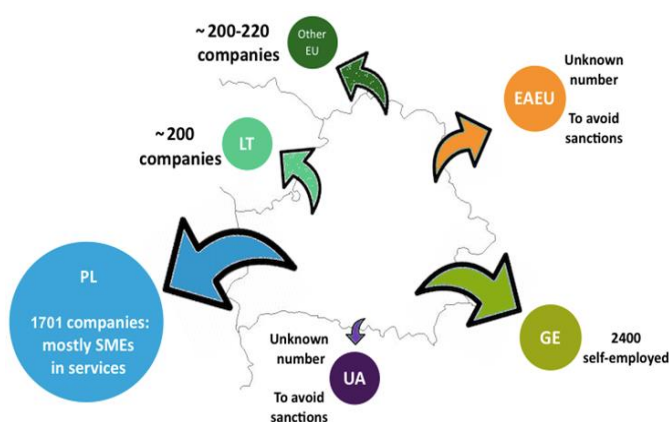 ~ 200-220
companies
Other
EU
Unknown
number
To avoid
sanctions
EAEU
~ 200
companies
LT
PL
1701 companies:
mostly SMEs
in services
Unknown
number
To avoid
sanctions
UA
GE
2400
self-employed